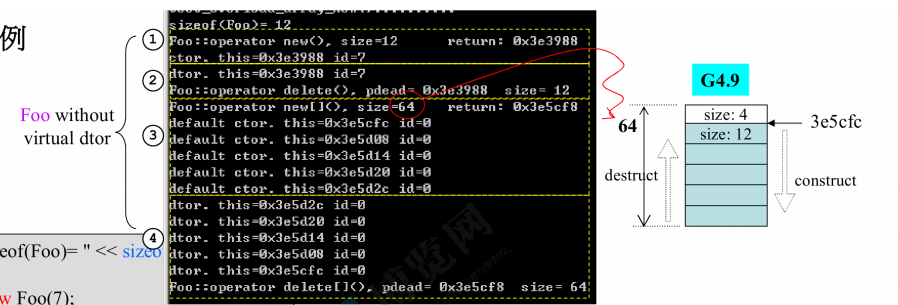 例
sizeof(Foo)= 12
① Foo::operator new(), size=12 return: 0x3e3988
ctor. this=0x3e3988 id=7
② dtor. this=0x3e3988 id=7
Foo::operator delete(), pdead= 0x3e3988 size= 12
Foo::operator new[](), size=64 return: 0x3e5cf8
default ctor. this=0x3e5cfc id=0
③ default ctor. this=0x3e5d08 id=0
default ctor. this=0x3e5d14 id=0
default ctor. this=0x3e5d20 id=0
default ctor. this=0x3e5d2c id=0
dtor. this=0x3e5d2c id=0
dtor. this=0x3e5d20 id=0
④ dtor. this=0x3e5d14 id=0
dtor. this=0x3e5d08 id=0
dtor. this=0x3e5cfc id=0
Foo::operator delete[](), pdead= 0x3e5cf8 size= 64
Foo without
virtual dtor
eof(Foo)= " << sizeo
w Foo(7);
G4.9
64
size: 4
size: 12
3e5cfc
destruct
construct